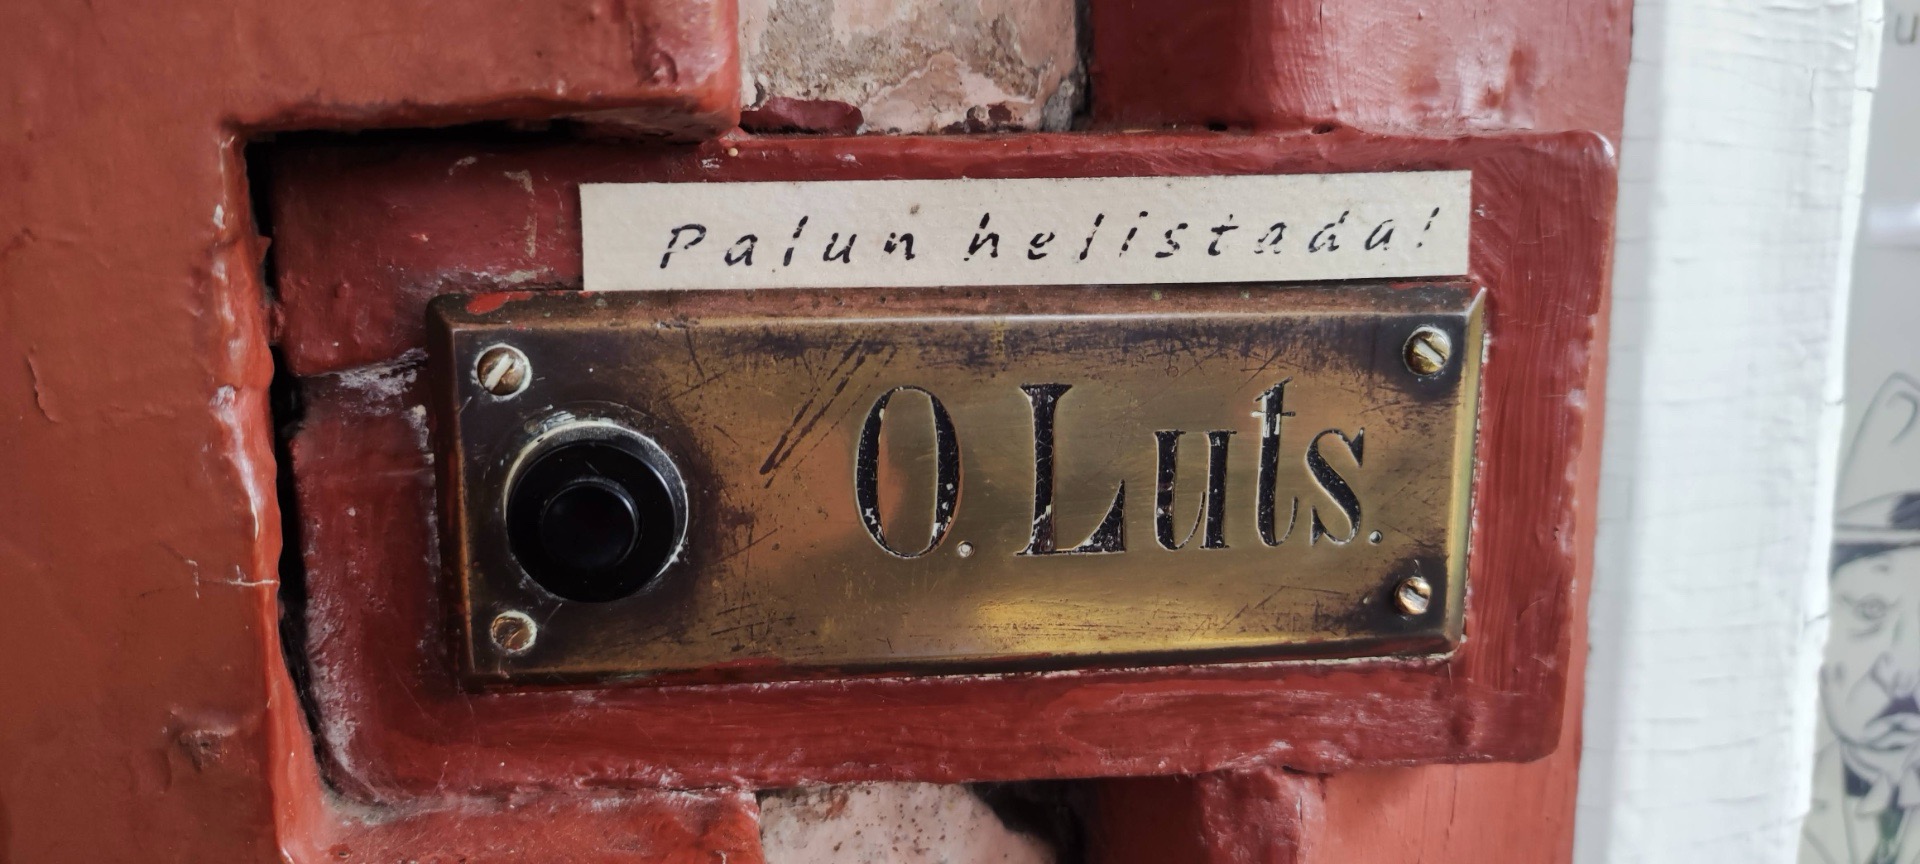 Palun helistada!
O. Luts.